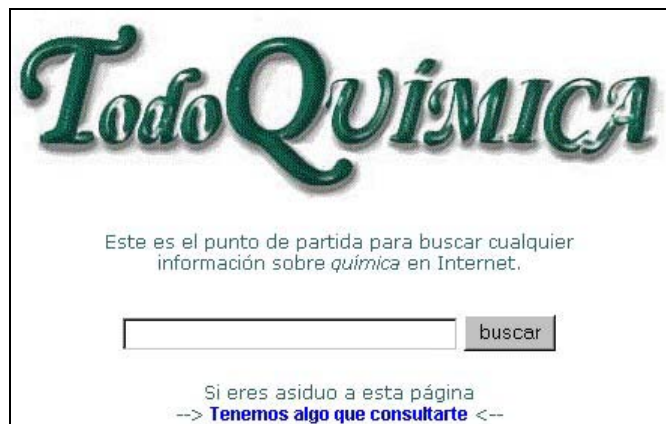 TodoQUÍMICA
Este es el punto de partida para buscar cualquier
información sobre química en Internet.
buscar
Si eres asiduo a esta página
--> Tenemos algo que consultarte <--